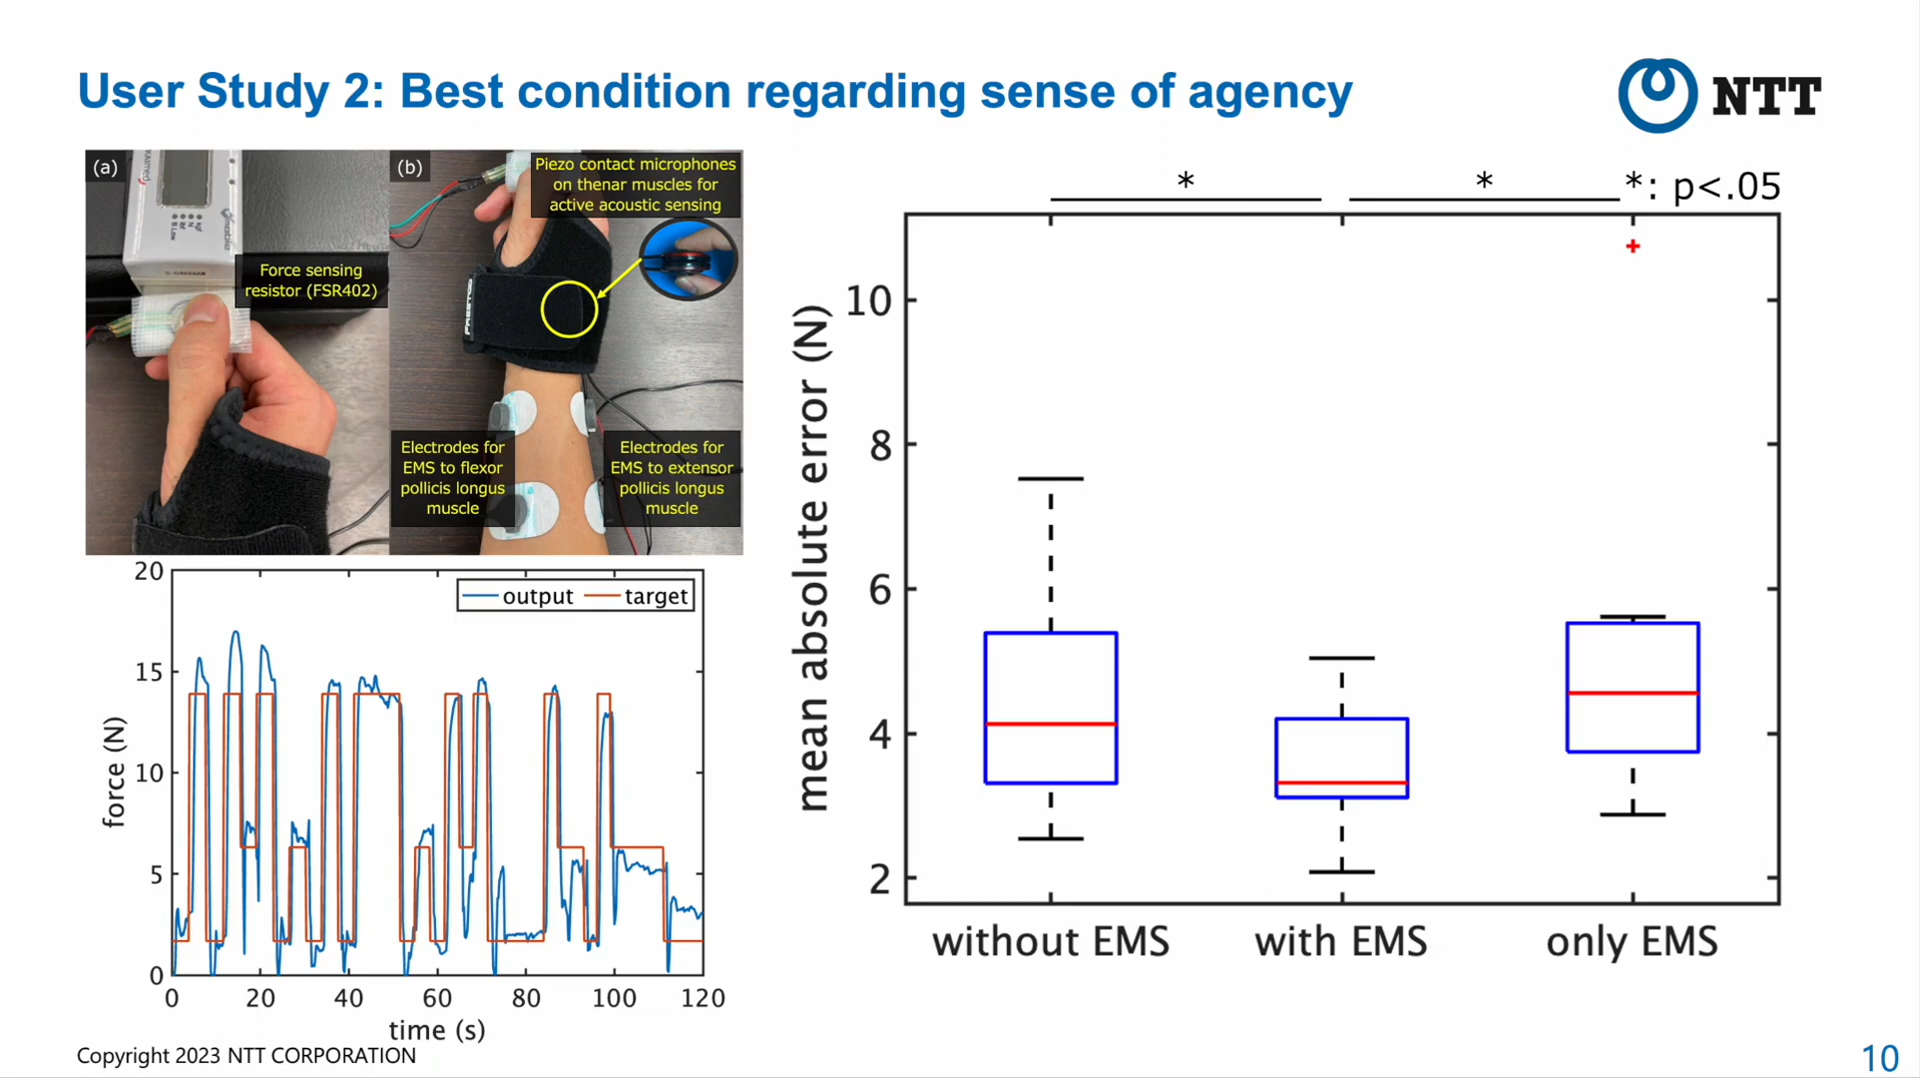 User Study 2: Best condition regarding sense of agency
NTT
(a)
Force sensing
resistor (FSR402)
(b)
Piezo contact microphones
on thenar muscles for
active acoustic sensing
Electrodes for
EMS to flexor
pollicis longus
muscle
Electrodes for
EMS to extensor
pollicis longus
muscle
20
15
10
5
0
force (N)
output
target
0 20 40 60 80 100 120
time (s)
* * *: p<.05
10
8
6
4
2
mean absolute error (N)
without EMS
with EMS
only EMS
Copyright 2023 NTT CORPORATION
10